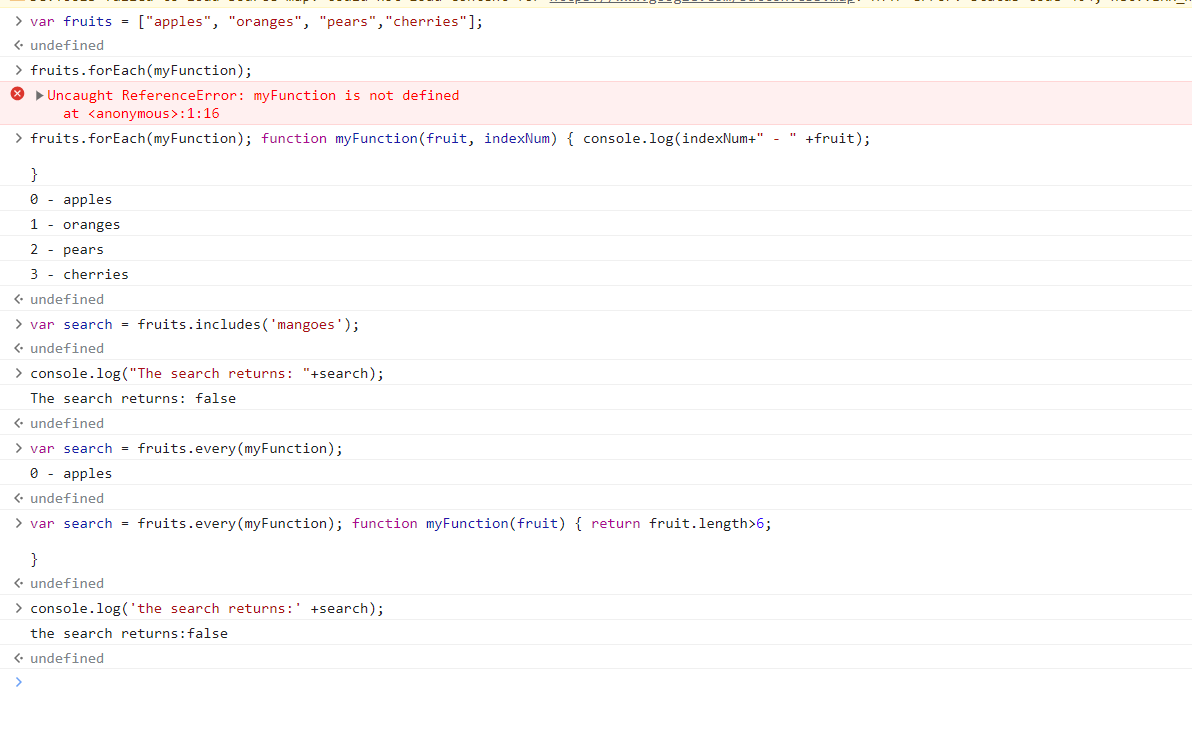 > var fruits = ["apples", "oranges", "pears","cherries"];
undefined
> fruits.forEach(myFunction);
Uncaught ReferenceError: myFunction is not defined
at <anonymous>:1:16
> fruits.forEach(myFunction); function myFunction(fruit, indexNum) { console.log(indexNum+" - " +fruit);
}
0 - apples
1 - oranges
2 - pears
3 - cherries
undefined
> var search = fruits.includes('mangoes');
undefined
> console.log("The search returns: "+search);
The search returns: false
undefined
> var search = fruits.every(myFunction);
0 - apples
undefined
> var search = fruits.every(myFunction); function myFunction(fruit) { return fruit.length>6;
}
undefined
> console.log('the search returns:' +search);
the search returns:false
undefined
>